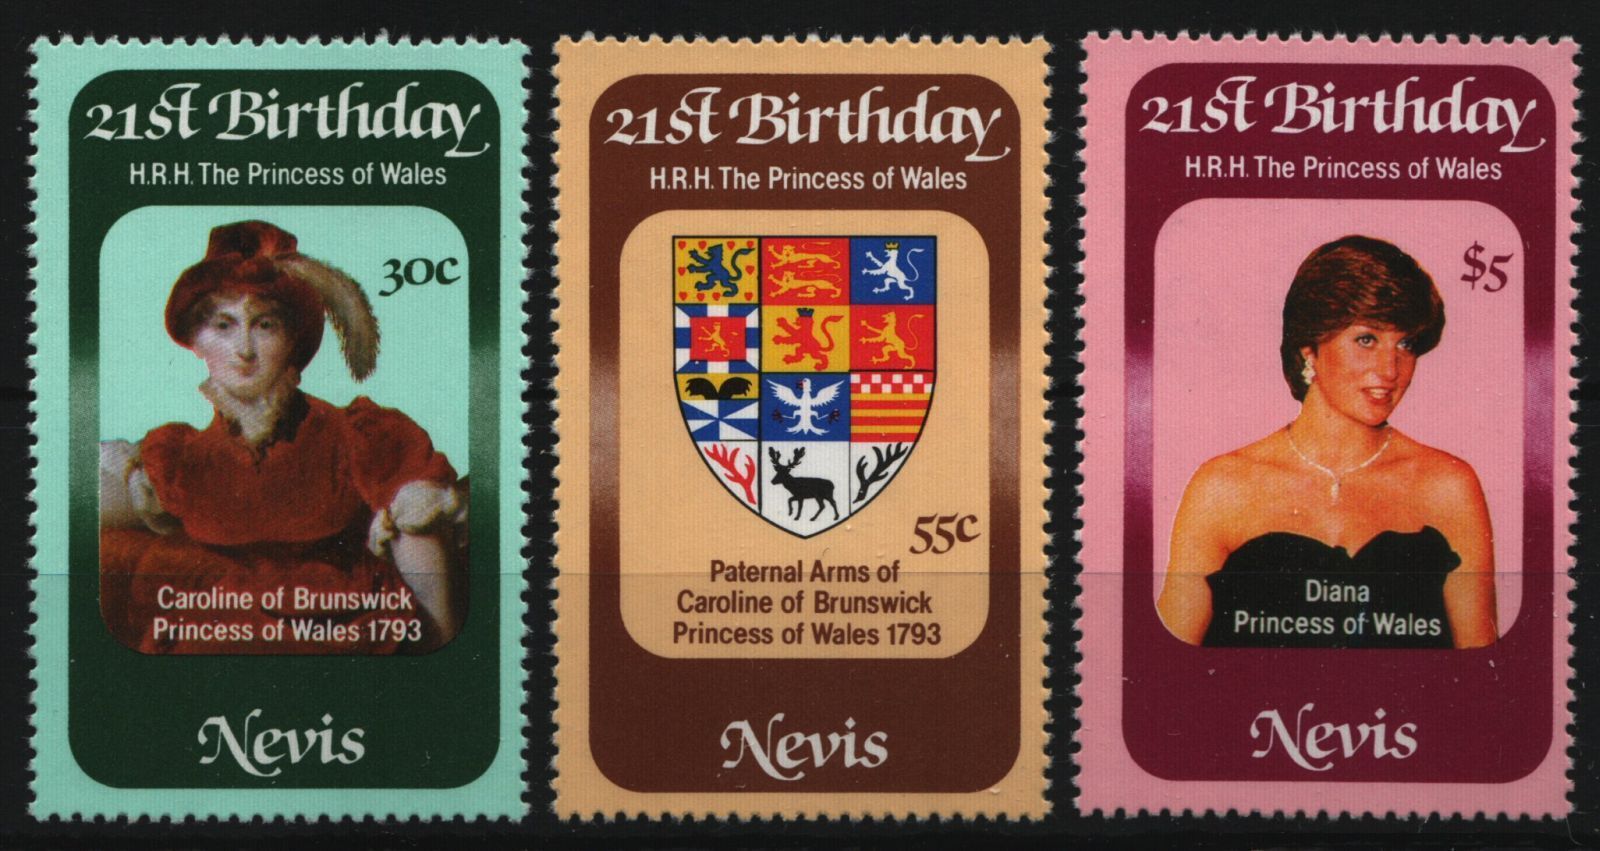 21st Birthday
H.R.H. The Princess of Wales
30c
Caroline of Brunswick
Princess of Wales 1793
Nevis
21st Birthday
H.R.H. The Princess of Wales
55c
Paternal Arms of
Caroline of Brunswick
Princess of Wales 1793
Nevis
21st Birthday
H.R.H. The Princess of Wales
$5
Diana
Princess of Wales
Nevis